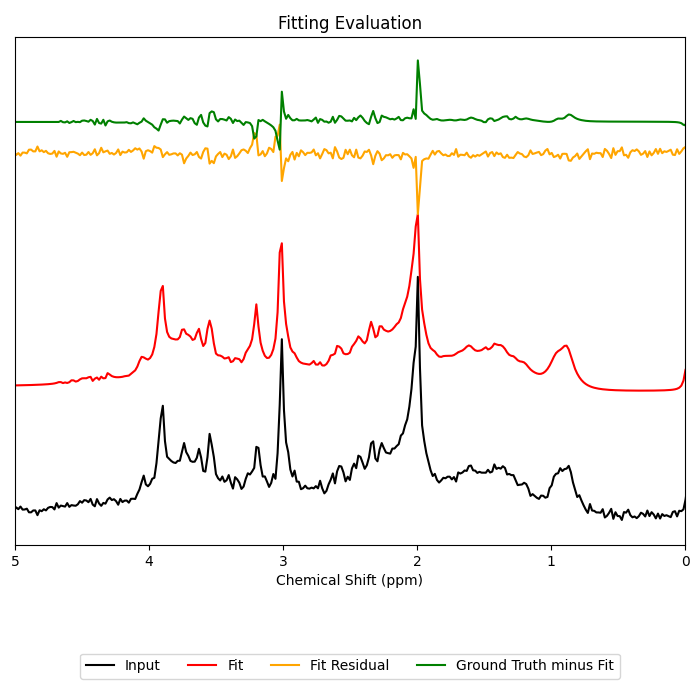 Fitting Evaluation
5 4 3 2 1 0
Chemical Shift (ppm)
Input Fit Fit Residual Ground Truth minus Fit